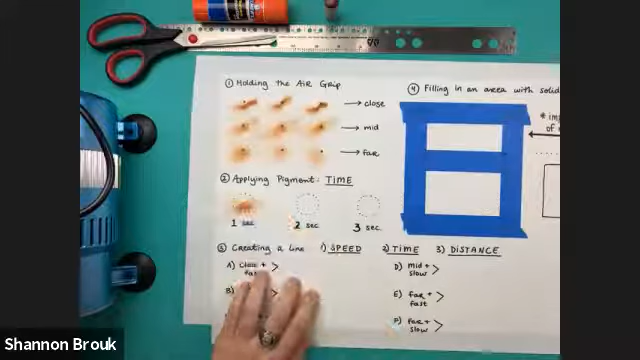 ① Holding the Air Grip
→ close
→ mid
→ far
② Applying Pigment: TIME
1 sec
2 sec
3 sec.
③ Creating a line 1) SPEED 2) TIME 3) DISTANCE
A) close +
B)
D) mid +
slow >
E) far +
fast >
F) far +
slow >
④ Filling in an area with solid
Shannon Brouk